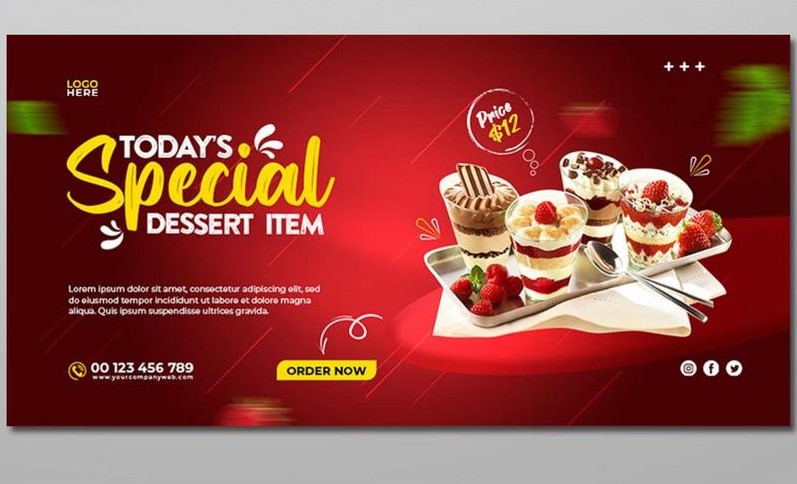 LOGO
HERE
TODAY'S
Special
DESSERT ITEM
Price
$12
Lorem ipsum dolor sit amet, consectetur adipiscing elit, sed
do eiusmod tempor incididunt ut labore et dolore magna
aliqua. Quis ipsum suspendisse ultrices gravida.
ORDER NOW
00 123 456 789
www.yourcompanyweb.com